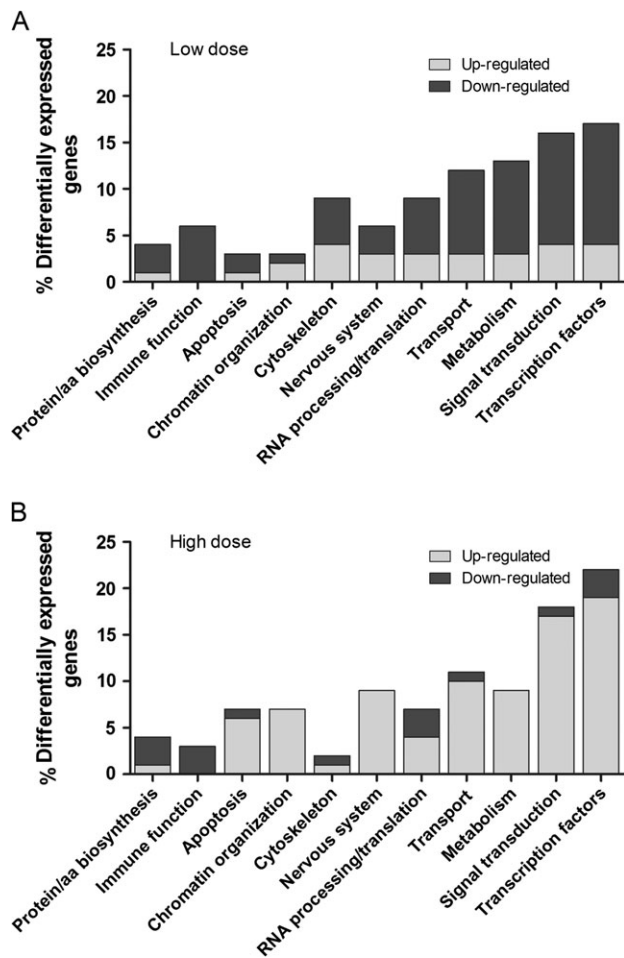 A
Low dose
Up-regulated
Down-regulated
% Differentially expressed
genes
25
20
15
10
5
0
Protein/aa biosynthesis
Immune function
Apoptosis
Chromatin organization
Cytoskeleton
Nervous system
RNA processing/translation
Transport
Metabolism
Signal transduction
Transcription factors
B
High dose
Up-regulated
Down-regulated
% Differentially expressed
genes
25
20
15
10
5
0
Protein/aa biosynthesis
Immune function
Apoptosis
Chromatin organization
Cytoskeleton
Nervous system
RNA processing/translation
Transport
Metabolism
Signal transduction
Transcription factors